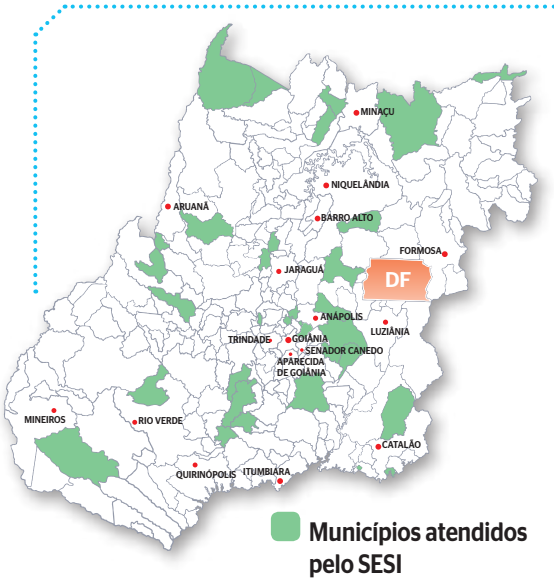 MINAÇU
NIQUELÂNDIA
ARUANÃ
BARRO ALTO
FORMOSA
JARAGUÁ
DF
ANÁPOLIS
LUZIÂNIA
TRINDADE
GOIÂNIA
SENADOR CANEDO
APARECIDA
DE GOIÂNIA
MINEIROS
RIO VERDE
CATALÃO
QUIRINÓPOLIS
ITUMBIARA
Municípios atendidos
pelo SESI